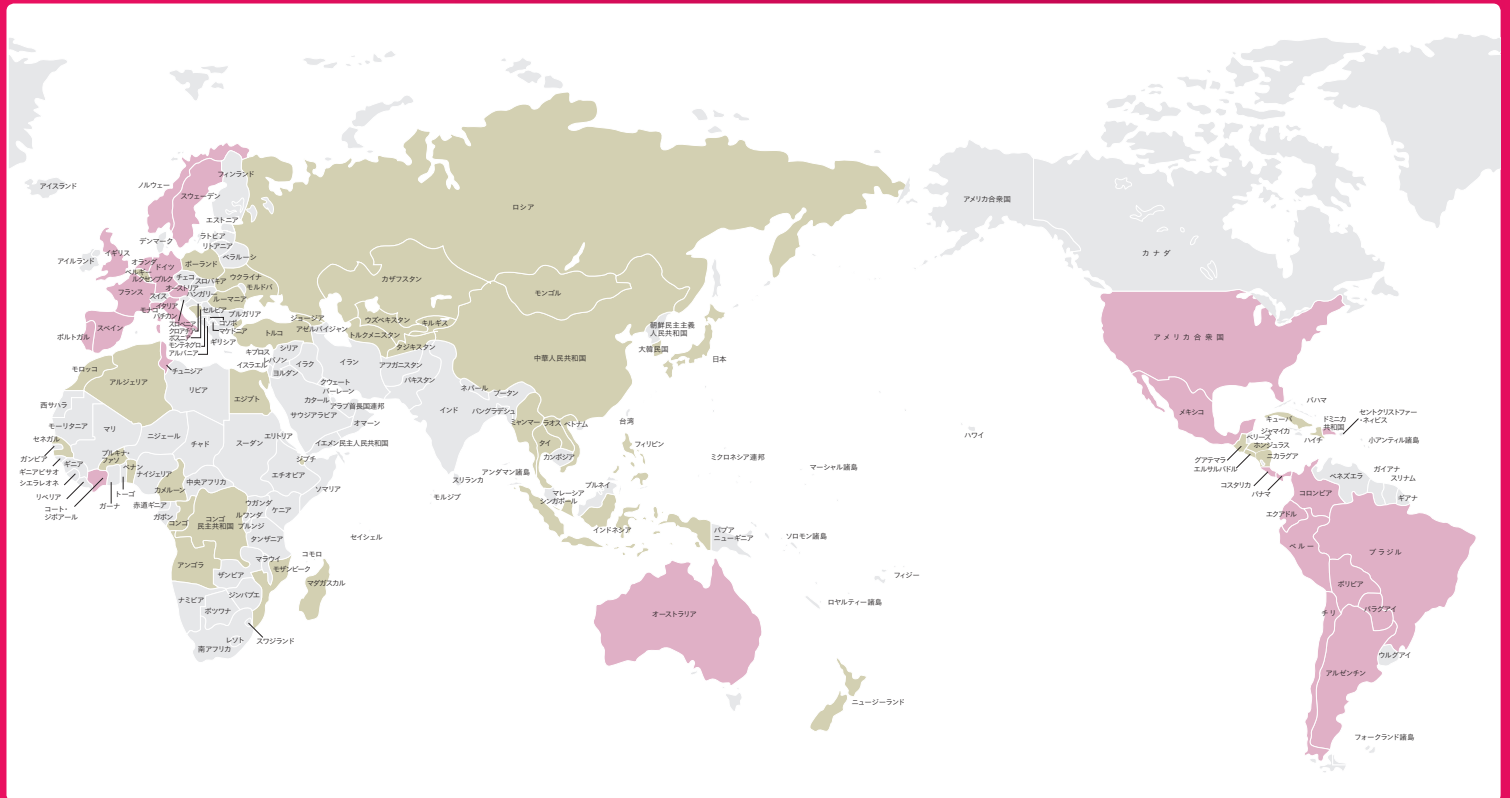 アイスランド
ノルウェー
フィンランド
スウェーデン
エストニア
ラトビア
リトアニア
デンマーク
ベラルーシ
イギリス
アイルランド
オランダ
ドイツ
ポーランド
ベルギー
ルクセンブルク
チェコ
スロバキア
ウクライナ
オーストリア
ハンガリー
モルドバ
フランス
スイス
ルーマニア
イタリア
モナコ
バチカン
セルビア
ブルガリア
スロベニア
コソボ
クロアチア
マケドニア
ボスニア
モンテネグロ
ギリシア
アルバニア
スペイン
ポルトガル
ロシア
カザフスタン
モンゴル
ジョージア
アゼルバイジャン
ウズベキスタン
キルギス
トルクメニスタン
タジキスタン
トルコ
キプロス
シリア
レバノン
イスラエル
ヨルダン
イラク
イラン
アフガニスタン
パキスタン
クウェート
バーレーン
カタール
アラブ首長国連邦
サウジアラビア
オマーン
イエメン民主人民共和国
中華人民共和国
朝鮮民主主義
人民共和国
大韓民国
日本
ネパール
ブータン
インド
バングラデシュ
ミャンマー
ラオス
ベトナム
タイ
カンボジア
台湾
フィリピン
アンダマン諸島
スリランカ
モルジブ
マレーシア
シンガポール
ブルネイ
インドネシア
パプア
ニューギニア
ミクロネシア連邦
マーシャル諸島
ソロモン諸島
フィジー
ロヤルティー諸島
オーストラリア
ニュージーランド
モロッコ
アルジェリア
チュニジア
リビア
エジプト
西サハラ
モーリタニア
マリ
ニジェール
チャド
スーダン
エリトリア
セネガル
ガンビア
ギニアビサオ
ギニア
シエラレオネ
リベリア
コート・
ジボアール
ブルキナ・
ファソ
ベナン
ナイジェリア
トーゴ
ガーナ
カメルーン
中央アフリカ
赤道ギニア
ガボン
コンゴ
コンゴ
民主共和国
ジプチ
エチオピア
ソマリア
ウガンダ
ケニア
ルワンダ
ブルンジ
タンザニア
セイシェル
コモロ
アンゴラ
マラウイ
ザンビア
モザンビーク
マダガスカル
ナミビア
ジンバブエ
ボツワナ
レソト
スワジランド
南アフリカ
アメリカ合衆国
カナダ
アメリカ合衆国
ハワイ
メキシコ
バハマ
キューバ
ドミニカ
共和国
セントクリストファー
・ネイビス
ジャマイカ
ハイチ
小アンティル諸島
ベリーズ
ホンジュラス
グアテマラ
ニカラグア
エルサルバドル
コスタリカ
パナマ
ベネズエラ
ガイアナ
スリナム
ギアナ
コロンビア
エクアドル
ペルー
ブラジル
ボリビア
パラグアイ
チリ
ウルグアイ
アルゼンチン
フォークランド諸島